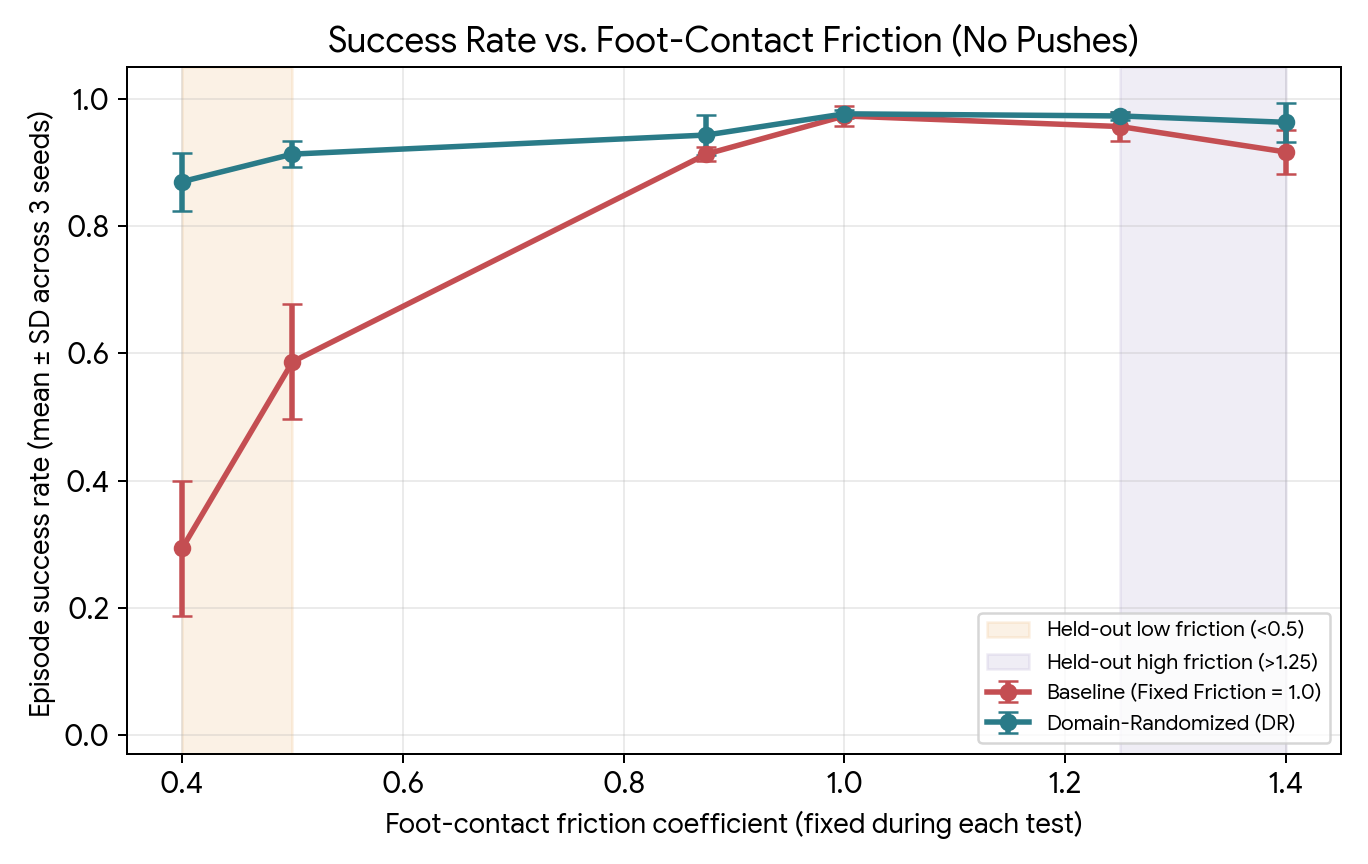 Success Rate vs. Foot-Contact Friction (No Pushes)
Episode success rate (mean ± SD across 3 seeds)
1.0
0.8
0.6
0.4
0.2
0.0
Held-out low friction (<0.5)
Held-out high friction (>1.25)
Baseline (Fixed Friction = 1.0)
Domain-Randomized (DR)
0.4 0.6 0.8 1.0 1.2 1.4
Foot-contact friction coefficient (fixed during each test)